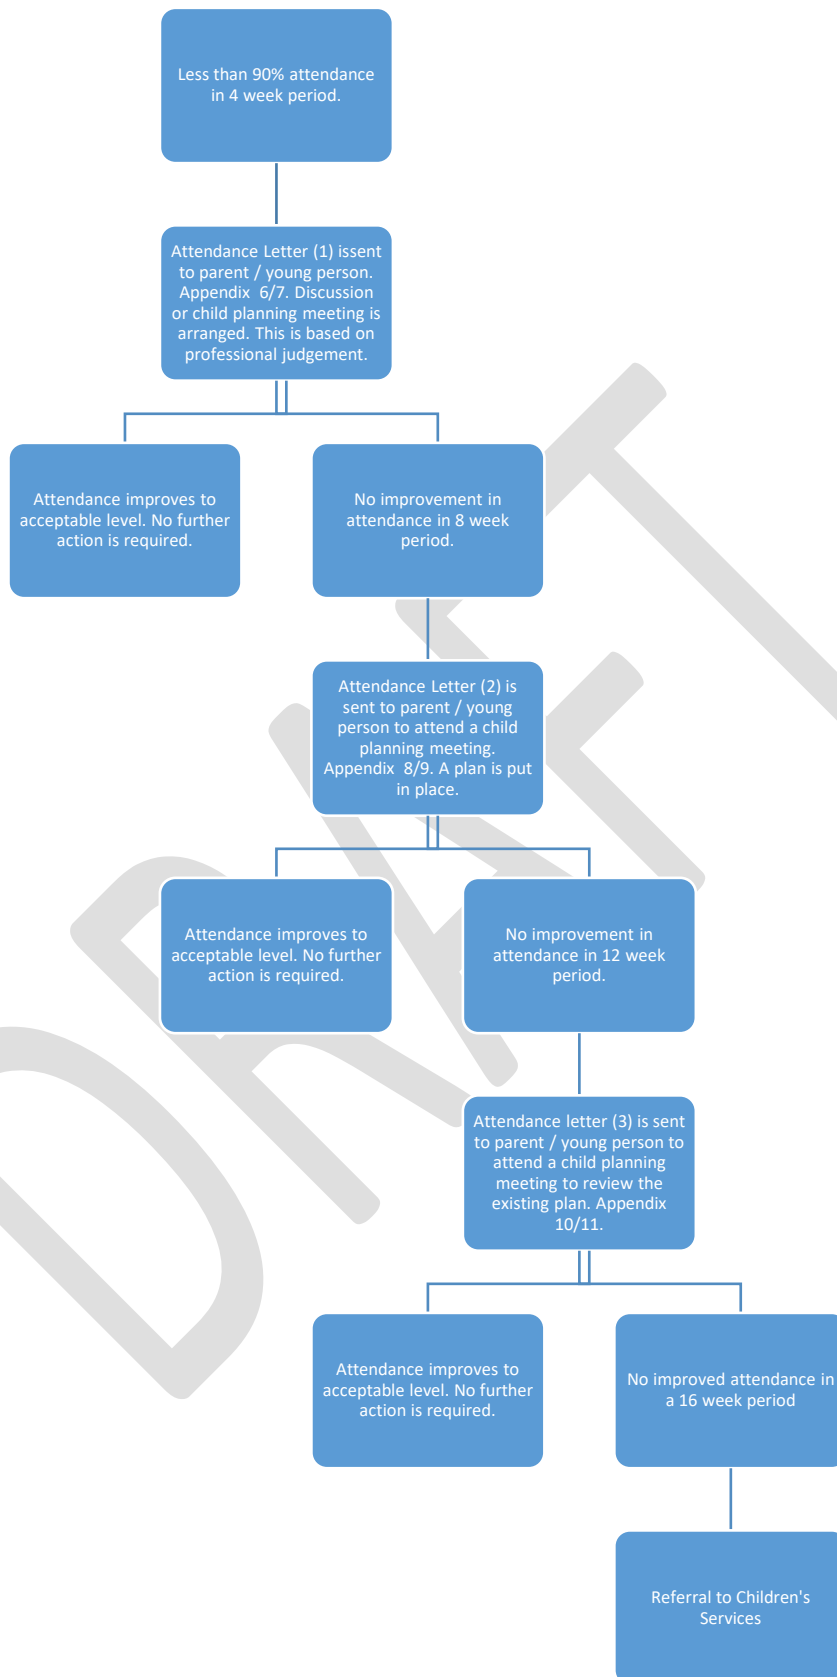 Less than 90% attendance
in 4 week period.
Attendance Letter (1) issent
to parent / young person.
Appendix  6/7. Discussion
or child planning meeting is
arranged. This is based on
professional judgement.
Attendance improves to
acceptable level. No further
action is required.
No improvement in
attendance in 8 week
period.
Attendance Letter (2) is
sent to parent / young
person to attend a child
planning meeting.
Appendix  8/9. A plan is put
in place.
Attendance improves to
acceptable level. No further
action is required.
No improvement in
attendance in 12 week
period.
Attendance letter (3) is sent
to parent / young person to
attend a child planning
meeting to review the
existing plan. Appendix
10/11.
Attendance improves to
acceptable level. No further
action is required.
No improved attendance in
a 16 week period
Referral to Children's
Services
DRAFT